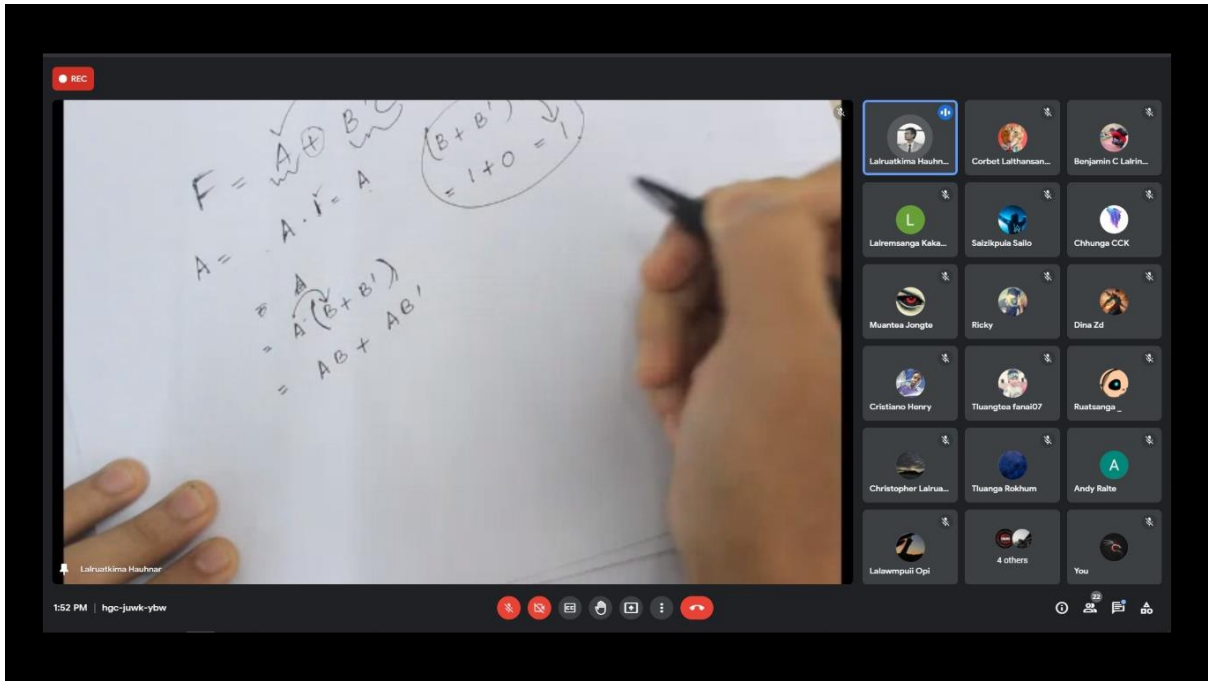 REC
F = A ⊕ B'C
(B + B') = 1 + 0 = 1
A = A · 1 = A
= A
= A · (B + B')
= AB + AB'
Lalruatkima Hauhnar
Lalruatkima Hauhn...
Corbet Lalthansan...
Benjamin C Lalrin...
L
Lalremsanga Kaka...
Saizikpuia Sailo
Chhunga CCK
Muantea Jongte
Ricky
Dina Zd
Cristiano Henry
Tluangtea fanai07
Ruatsanga _
Christopher Lalrua...
Tluanga Rokhum
A
Andy Ralte
Lalawmpuii Opi
4 others
You
1:52 PM | hgc-juwk-ybw
CC
22